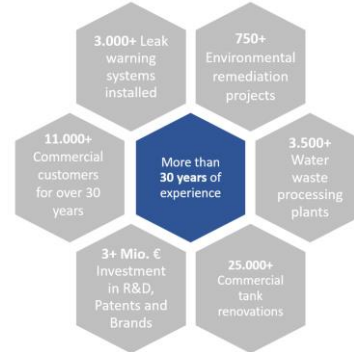 3.000+ Leak
warning
systems
installed
750+
Environmental
remediation
projects
11.000+
Commercial
customers
for over 30
years
More than
30 years of
experience
3.500+
Water
waste
processing
plants
3+ Mio. €
Investment
in R&D,
Patents and
Brands
25.000+
Commercial
tank
renovations